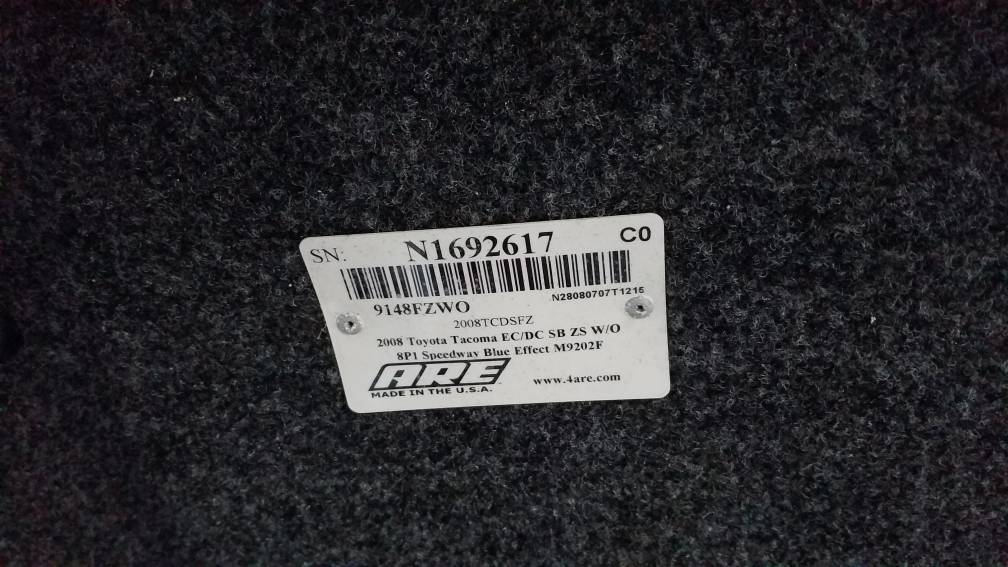 SN: N1692617 C0
N28080707T1215
9148FZWO
2008TCDSFZ
2008 Toyota Tacoma EC/DC SB ZS W/O
8P1 Speedway Blue Effect M9202F
ARE
MADE IN THE U.S.A.
www.4are.com